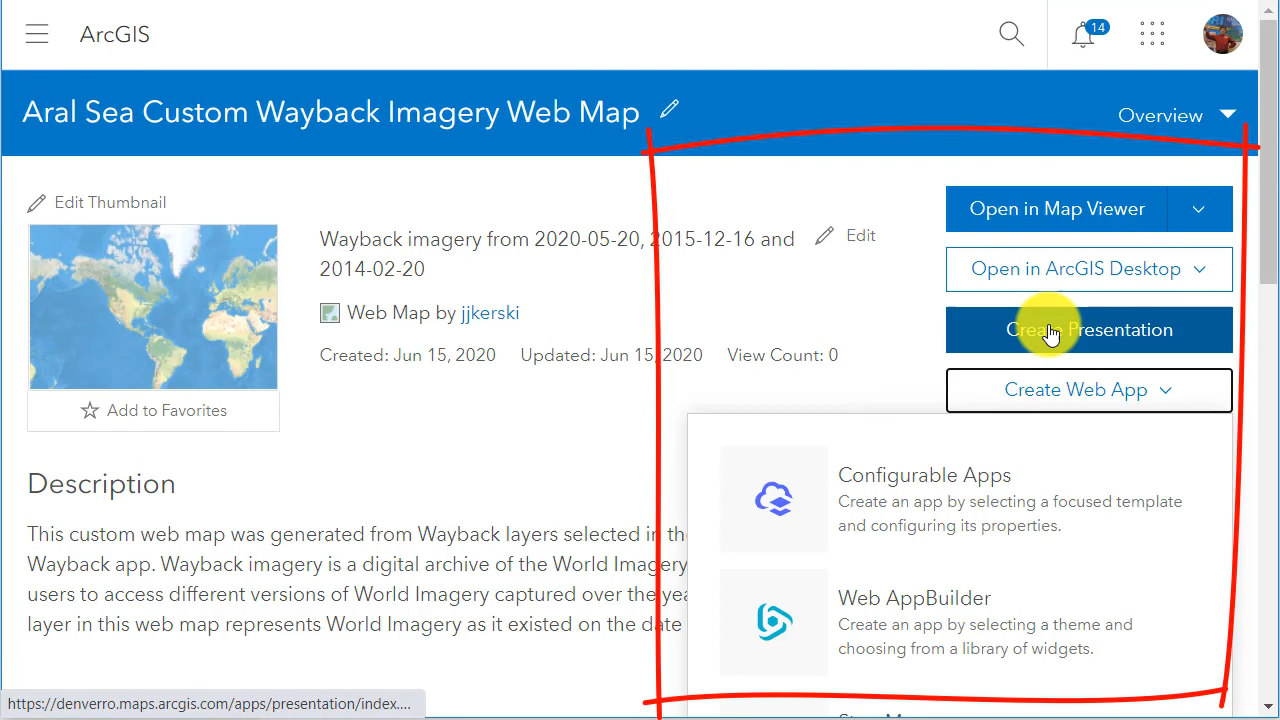 ArcGIS
14
Aral Sea Custom Wayback Imagery Web Map
Overview
Edit Thumbnail
Add to Favorites
Wayback imagery from 2020-05-20, 2015-12-16 and
2014-02-20
Edit
Web Map by jjkerski
Created: Jun 15, 2020 Updated: Jun 15, 2020 View Count: 0
Open in Map Viewer
Open in ArcGIS Desktop
Create Presentation
Create Web App
Configurable Apps
Create an app by selecting a focused template
and configuring its properties.
Web AppBuilder
Create an app by selecting a theme and
choosing from a library of widgets.
Description
This custom web map was generated from Wayback layers selected in the
Wayback app. Wayback imagery is a digital archive of the World Imagery
users to access different versions of World Imagery captured over the yea
layer in this web map represents World Imagery as it existed on the date
https://denverro.maps.arcgis.com/apps/presentation/index....